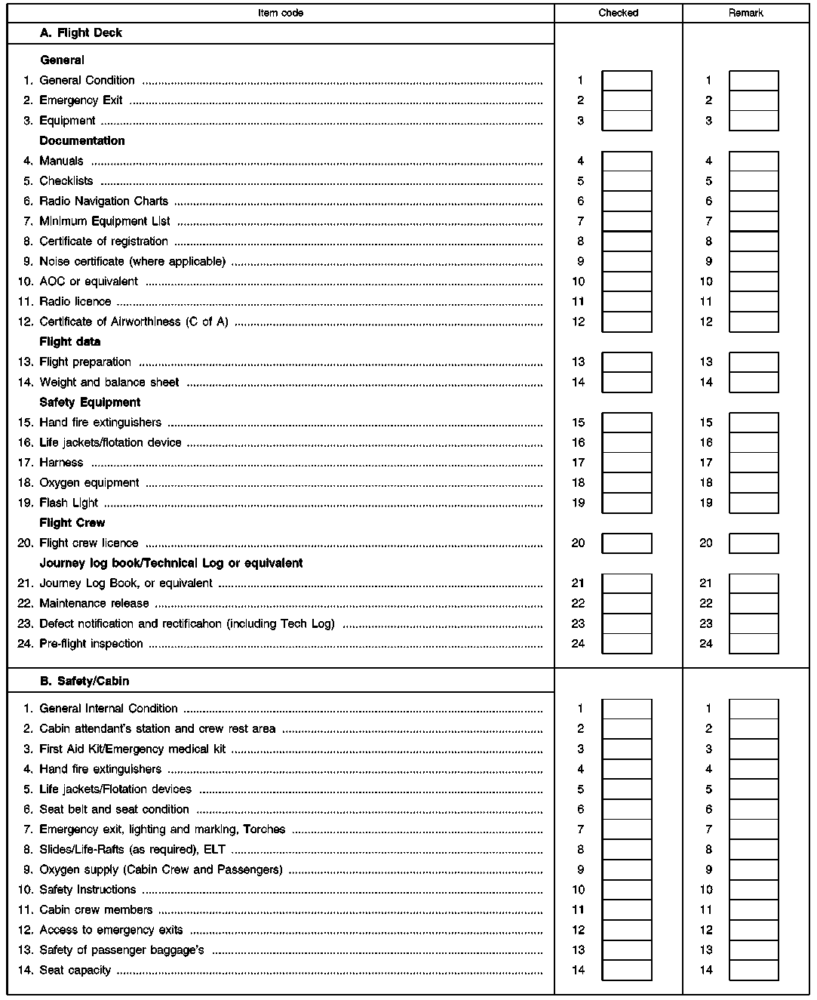 Item code Checked Remark
A. Flight Deck
General
1. General Condition 1 1
2. Emergency Exit 2 2
3. Equipment 3 3
Documentation
4. Manuals 4 4
5. Checklists 5 5
6. Radio Navigation Charts 6 6
7. Minimum Equipment List 7 7
8. Certificate of registration 8 8
9. Noise certificate (where applicable) 9 9
10. AOC or equivalent 10 10
11. Radio licence 11 11
12. Certificate of Airworthiness (C of A) 12 12
Flight data
13. Flight preparation 13 13
14. Weight and balance sheet 14 14
Safety Equipment
15. Hand fire extinguishers 15 15
16. Life jackets/flotation device 16 16
17. Harness 17 17
18. Oxygen equipment 18 18
19. Flash Light 19 19
Flight Crew
20. Flight crew licence 20 20
Journey log book/Technical Log or equivalent
21. Journey Log Book, or equivalent 21 21
22. Maintenance release 22 22
23. Defect notification and rectificahon (including Tech Log) 23 23
24. Pre-flight inspection 24 24
B. Safety/Cabin
1. General Internal Condition 1 1
2. Cabin attendant's station and crew rest area 2 2
3. First Aid Kit/Emergency medical kit 3 3
4. Hand fire extinguishers 4 4
5. Life jackets/Flotation devices 5 5
6. Seat belt and seat condition 6 6
7. Emergency exit, lighting and marking, Torches 7 7
8. Slides/Life-Rafts (as required), ELT 8 8
9. Oxygen supply (Cabin Crew and Passengers) 9 9
10. Safety Instructions 10 10
11. Cabin crew members 11 11
12. Access to emergency exits 12 12
13. Safety of passenger baggage's 13 13
14. Seat capacity 14 14